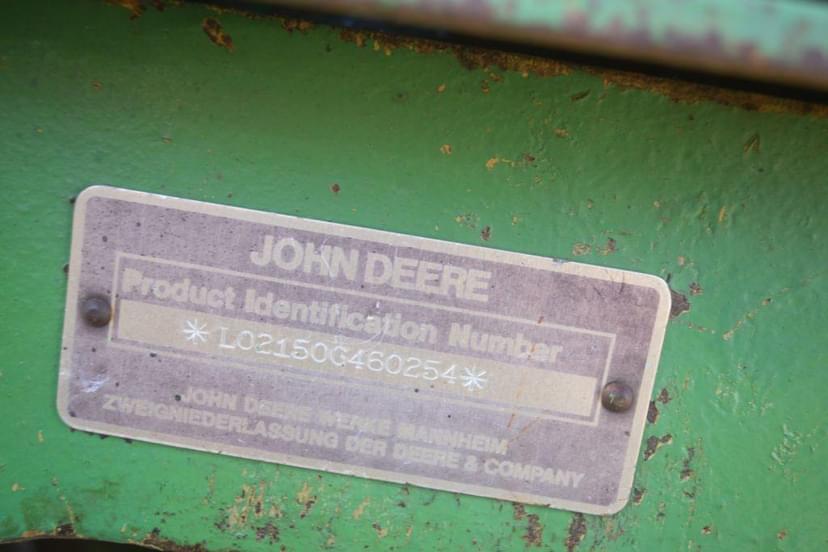 JOHN DEERE
Product Identification Number
*L02150G460254*
JOHN DEERE WERKE MANNHEIM
ZWEIGNIEDERLASSUNG DER DEERE & COMPANY